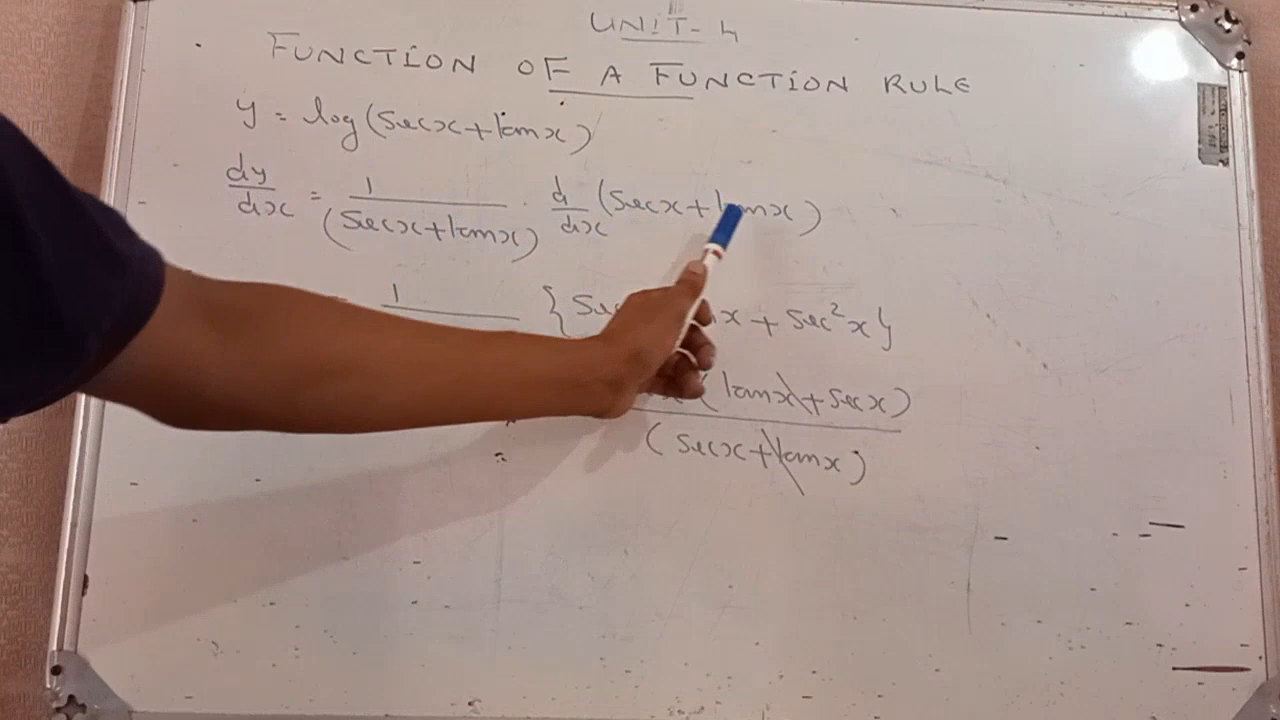 UNIT-4
FUNCTION OF A FUNCTION RULE
y = log(secx+tanx)
dy/dx = 1/(secx+tanx) . d/dx (secx+tanx)
= 1 {sec x + sec²x}
x (tanx+secx)/(secx+tanx)